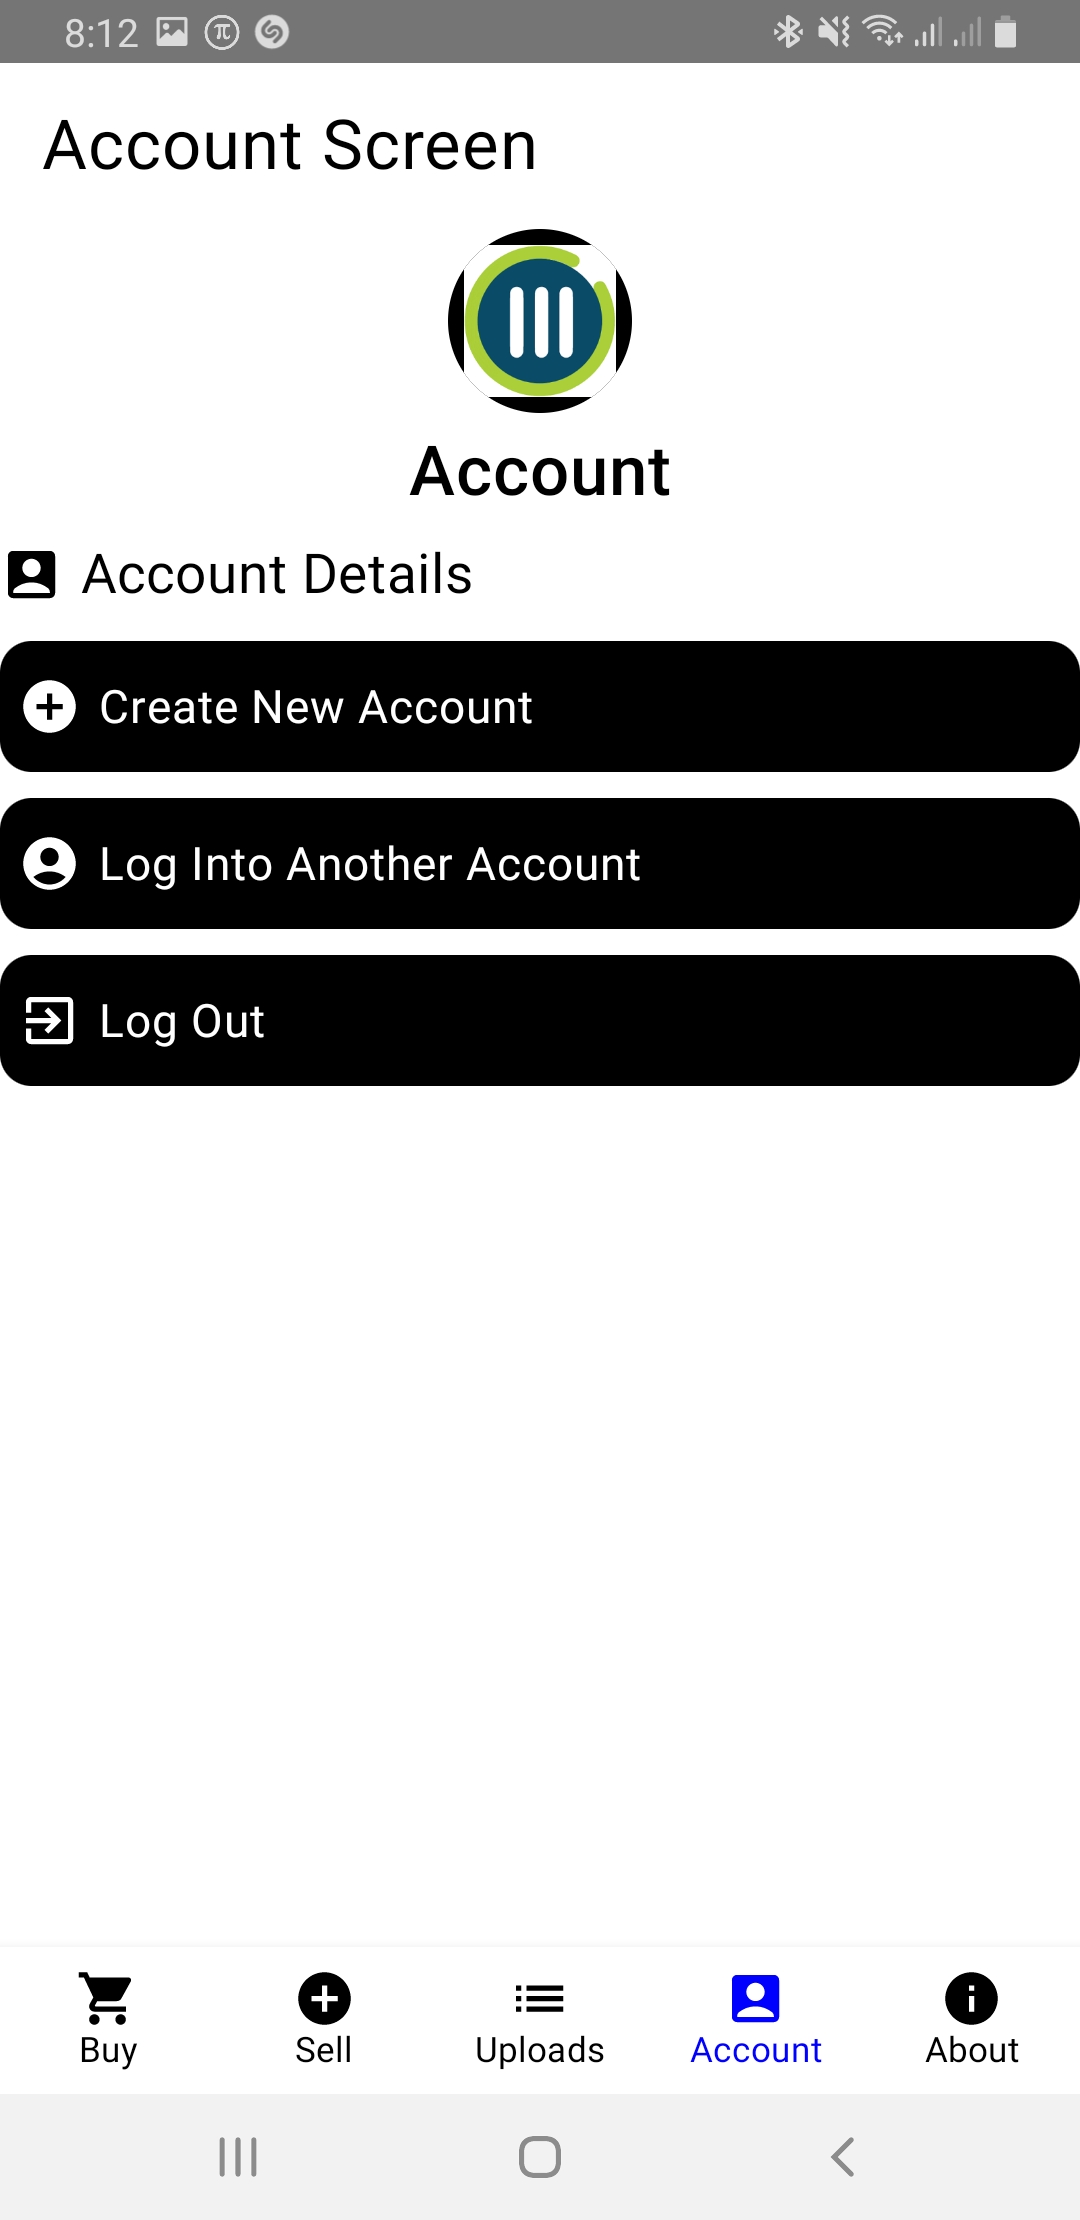 8:12
Account Screen
Account
Account Details
Create New Account
Log Into Another Account
Log Out
Buy
Sell
Uploads
Account
About